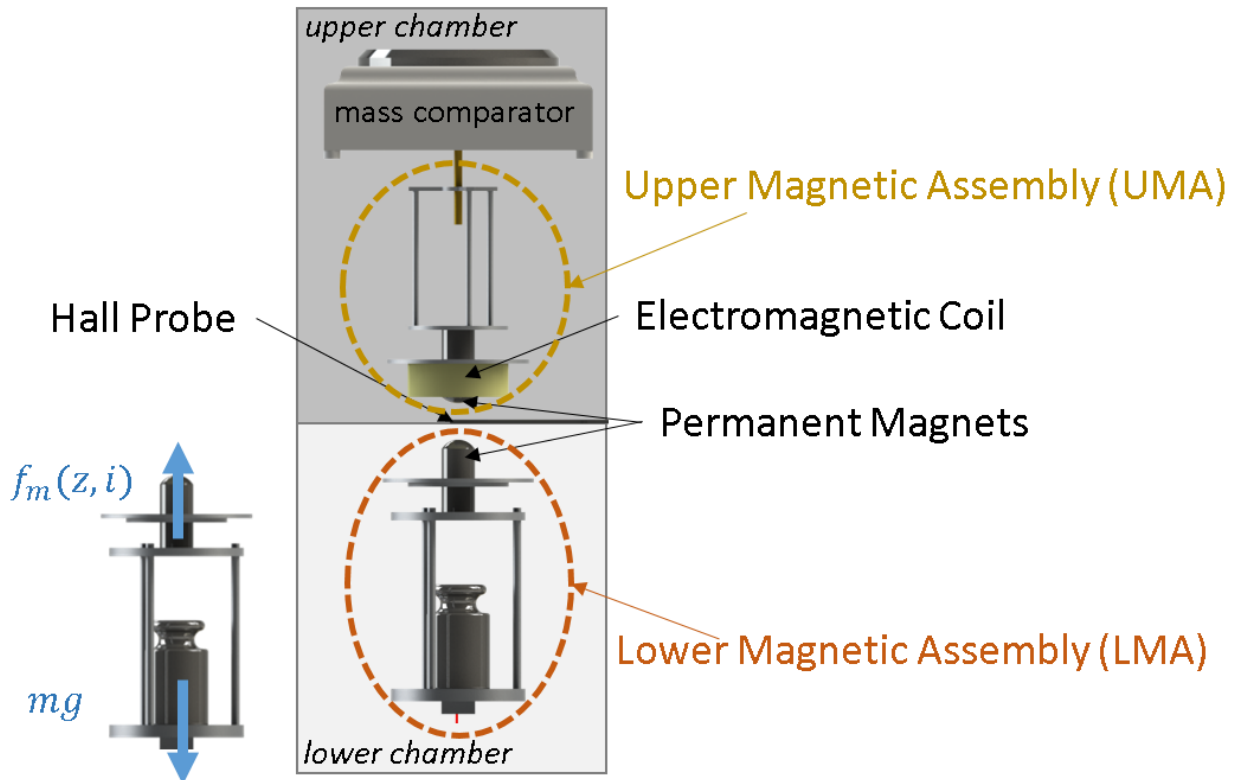 upper chamber
mass comparator
Upper Magnetic Assembly (UMA)
Hall Probe
Electromagnetic Coil
Permanent Magnets
f_m(z, i)
mg
Lower Magnetic Assembly (LMA)
lower chamber